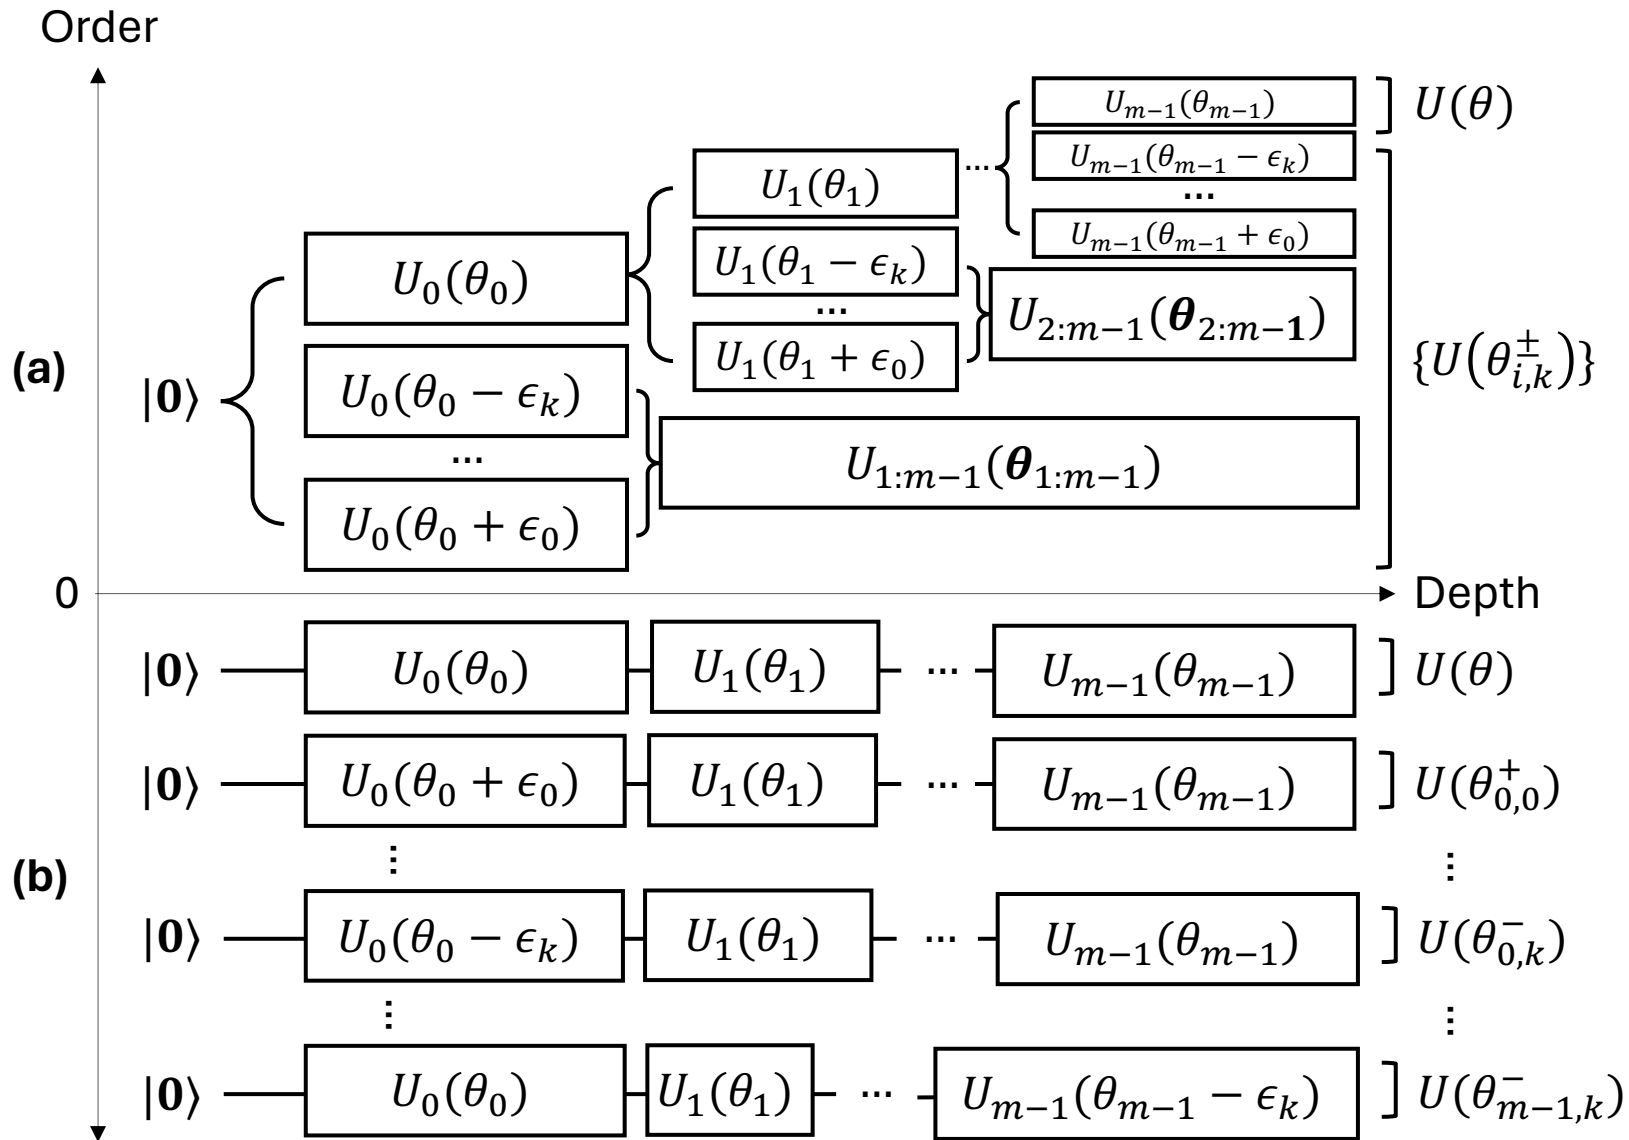 Order
U_{m−1}(θ_{m−1}) U(θ)
U_{m−1}(θ_{m−1} − ϵ_k)
U_1(θ_1) ... ...
U_{m−1}(θ_{m−1} + ϵ_0)
U_0(θ_0) U_1(θ_1 − ϵ_k)
... U_{2:m−1}(𝜽_{2:m−𝟏})
(a) U_1(θ_1 + ϵ_0) {U(θ^±_{i,k})}
|𝟎⟩ U_0(θ_0 − ϵ_k)
... U_{1:m−1}(𝜽_{1:m−1})
U_0(θ_0 + ϵ_0)
0 Depth
|𝟎⟩ U_0(θ_0) U_1(θ_1) ... U_{m−1}(θ_{m−1}) U(θ)
|𝟎⟩ U_0(θ_0 + ϵ_0) U_1(θ_1) ... U_{m−1}(θ_{m−1}) U(θ^+_{0,0})
(b) ... ...
|𝟎⟩ U_0(θ_0 − ϵ_k) U_1(θ_1) ... U_{m−1}(θ_{m−1}) U(θ^−_{0,k})
... ...
|𝟎⟩ U_0(θ_0) U_1(θ_1) ... U_{m−1}(θ_{m−1} − ϵ_k) U(θ^−_{m−1,k})